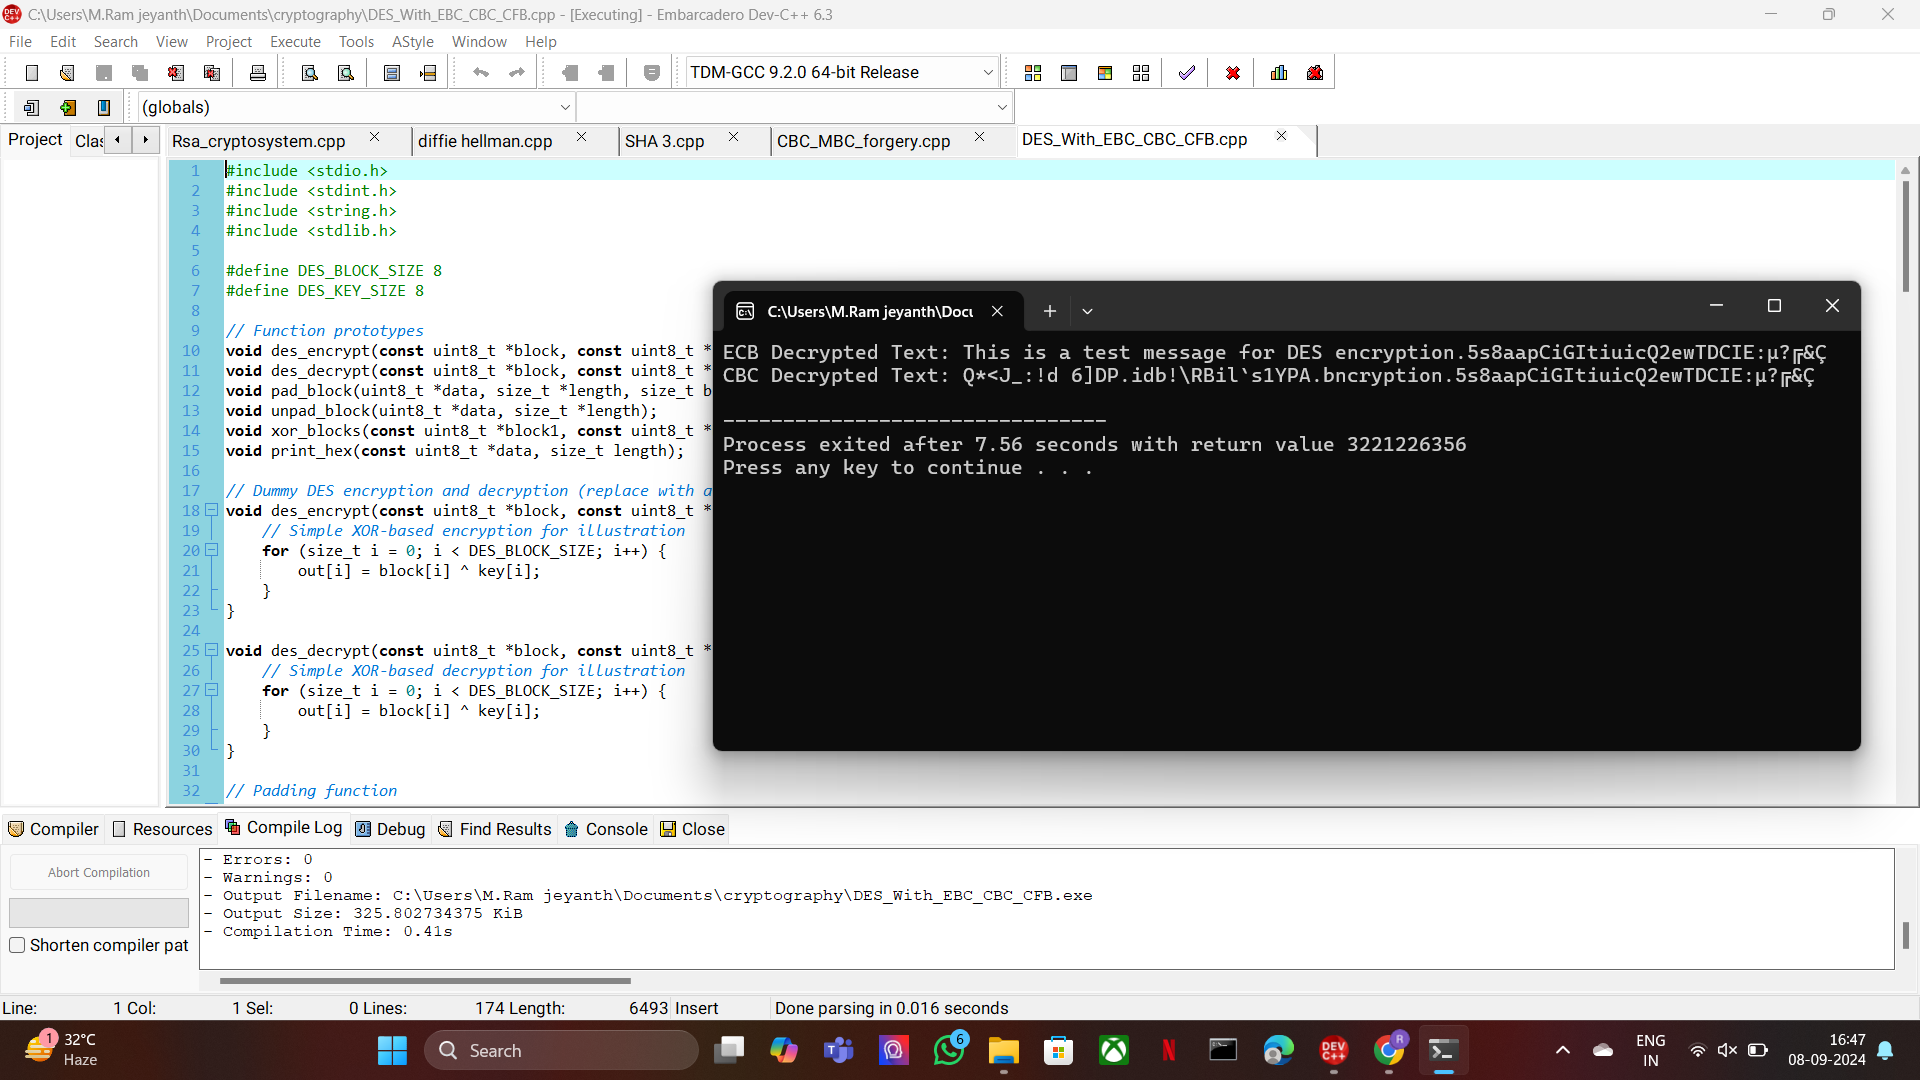 C:\Users\M.Ram jeyanth\Documents\cryptography\DES_With_EBC_CBC_CFB.cpp - [Executing] - Embarcadero Dev-C++ 6.3
File Edit Search View Project Execute Tools AStyle Window Help
TDM-GCC 9.2.0 64-bit Release
(globals)
Project Clas Rsa_cryptosystem.cpp diffie hellman.cpp SHA 3.cpp CBC_MBC_forgery.cpp DES_With_EBC_CBC_CFB.cpp
1 #include <stdio.h>
2 #include <stdint.h>
3 #include <string.h>
4 #include <stdlib.h>
5
6 #define DES_BLOCK_SIZE 8
7 #define DES_KEY_SIZE 8
8
9 // Function prototypes
10 void des_encrypt(const uint8_t *block, const uint8_t *
11 void des_decrypt(const uint8_t *block, const uint8_t *
12 void pad_block(uint8_t *data, size_t *length, size_t b
13 void unpad_block(uint8_t *data, size_t *length);
14 void xor_blocks(const uint8_t *block1, const uint8_t *
15 void print_hex(const uint8_t *data, size_t length);
16
17 // Dummy DES encryption and decryption (replace with a
18 void des_encrypt(const uint8_t *block, const uint8_t *
19 // Simple XOR-based encryption for illustration
20 for (size_t i = 0; i < DES_BLOCK_SIZE; i++) {
21 out[i] = block[i] ^ key[i];
22 }
23 }
24
25 void des_decrypt(const uint8_t *block, const uint8_t *
26 // Simple XOR-based decryption for illustration
27 for (size_t i = 0; i < DES_BLOCK_SIZE; i++) {
28 out[i] = block[i] ^ key[i];
29 }
30 }
31
32 // Padding function
C:\Users\M.Ram jeyanth\Docu
ECB Decrypted Text: This is a test message for DES encryption.5s8aapCiGItiuicQ2ewTDCIE:µ?╔&Ç
CBC Decrypted Text: Q*<J_:!d 6]DP.idb!\RBil`s1YPA.bncryption.5s8aapCiGItiuicQ2ewTDCIE:µ?╔&Ç
--------------------------------
Process exited after 7.56 seconds with return value 3221226356
Press any key to continue . . .
Compiler Resources Compile Log Debug Find Results Console Close
Abort Compilation
Shorten compiler pat
- Errors: 0
- Warnings: 0
- Output Filename: C:\Users\M.Ram jeyanth\Documents\cryptography\DES_With_EBC_CBC_CFB.exe
- Output Size: 325.802734375 KiB
- Compilation Time: 0.41s
Line: 1 Col: 1 Sel: 0 Lines: 174 Length: 6493 Insert Done parsing in 0.016 seconds
1
32°C
Haze
Search
6
DEV C++
R
ENG
IN
16:47
08-09-2024